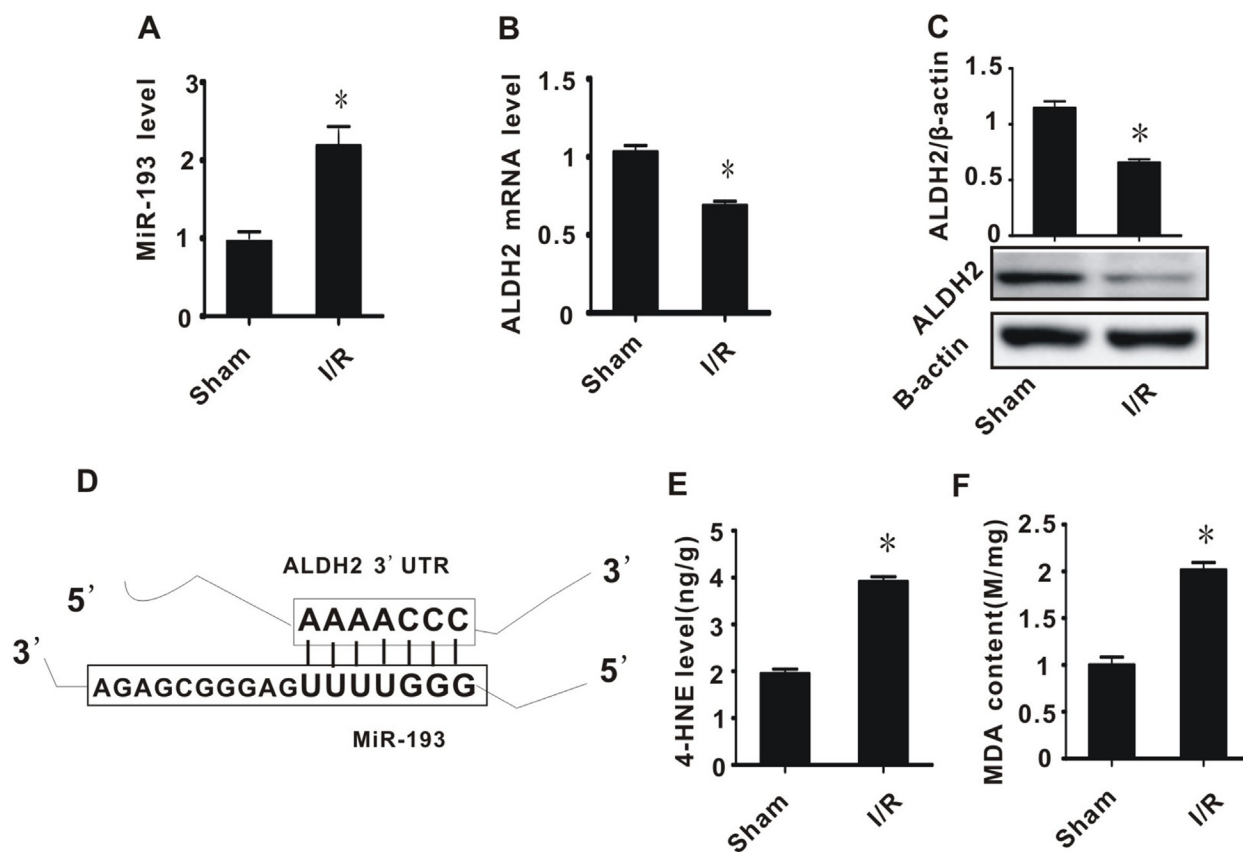 A
MiR-193 level
3
2
1
0
*
Sham
I/R
B
ALDH2 mRNA level
1.5
1
0.5
0
*
Sham
I/R
C
ALDH2/β-actin
1.5
1
0.5
0
*
ALDH2
B-actin
Sham
I/R
D
ALDH2 3’ UTR
5’
3’
AAAACCC
3’
5’
AGAGCGGGAGUUUUGGG
MiR-193
E
4-HNE level(ng/g)
5
4
3
2
1
0
*
Sham
I/R
F
MDA content(M/mg)
2.5
2
1.5
1
0.5
0
*
Sham
I/R